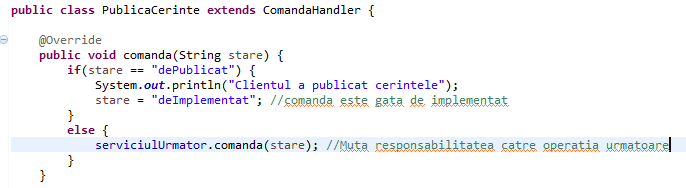 public class PublicaCerinte extends ComandaHandler {
@Override
public void comanda(String stare) {
if(stare == "dePublicat") {
System.out.println("Clientul a publicat cerintele");
stare = "deImplementat"; //comanda este gata de implementat
}
else {
serviciulUrmator.comanda(stare); //Muta responsabilitatea catre operatia urmatoare
}
}